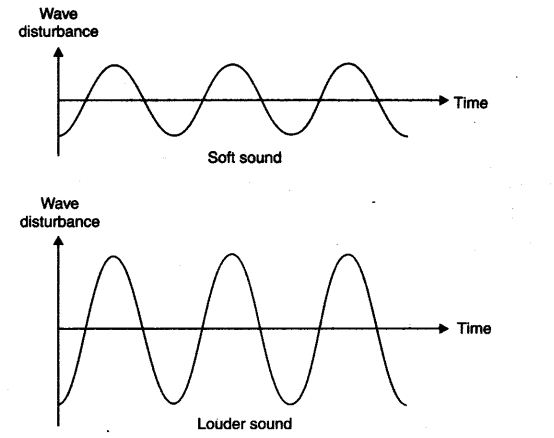 Wave
disturbance
Time
Soft sound
Wave
disturbance
Time
Louder sound